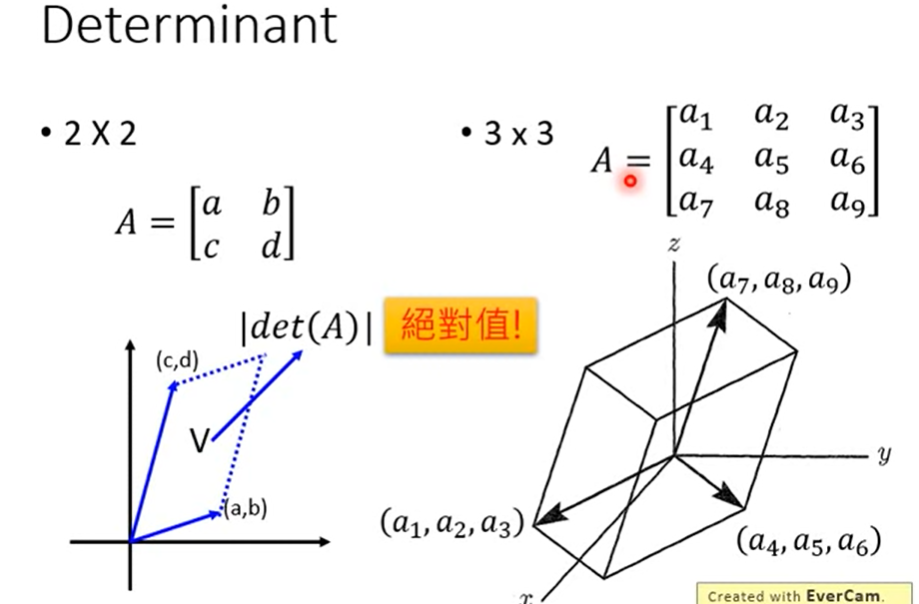 Determinant
• 2 X 2
A = [a b
c d]
|det(A)|
絕對值!
(c,d)
V
(a,b)
• 3 x 3
A = [a₁ a₂ a₃
a₄ a₅ a₆
a₇ a₈ a₉]
z
(a₇, a₈, a₉)
y
(a₁, a₂, a₃)
(a₄, a₅, a₆)
x
Created with EverCam.